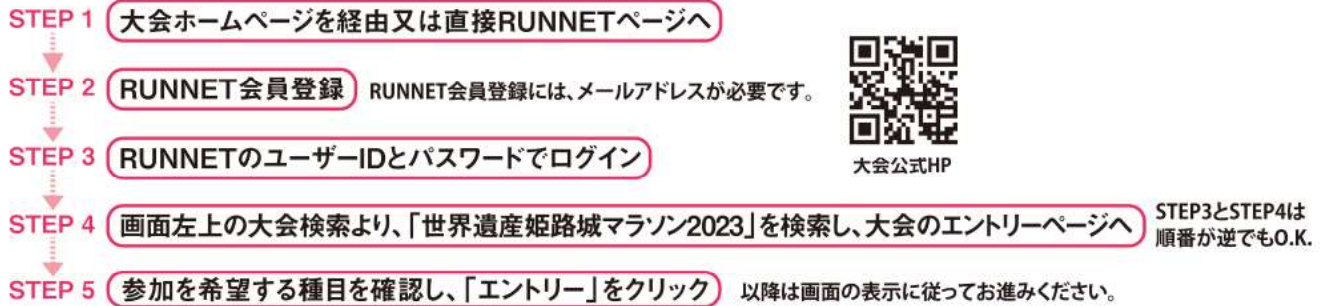 STEP 1 大会ホームページを経由又は直接RUNNETページへ
STEP 2 RUNNET会員登録 RUNNET会員登録には、メールアドレスが必要です。
STEP 3 RUNNETのユーザーIDとパスワードでログイン
大会公式HP
STEP 4 画面左上の大会検索より、「世界遺産姫路城マラソン2023」を検索し、大会のエントリーページへ
STEP3とSTEP4は
順番が逆でもO.K.
STEP 5 参加を希望する種目を確認し、「エントリー」をクリック 以降は画面の表示に従ってお進みください。